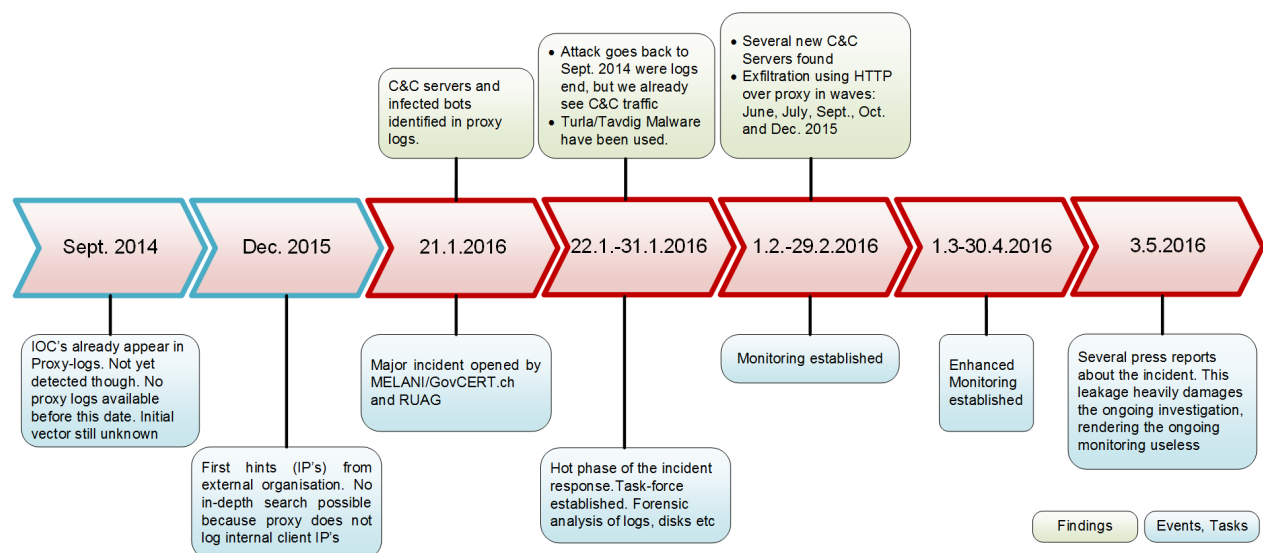 C&C servers and
infected bots
identified in proxy
logs.
• Attack goes back to
Sept. 2014 were logs
end, but we already
see C&C traffic
• Turla/Tavdig Malware
have been used.
• Several new C&C
Servers found
• Exfiltration using HTTP
over proxy in waves:
June, July, Sept., Oct.
and Dec. 2015
Sept. 2014
Dec. 2015
21.1.2016
22.1.-31.1.2016
1.2.-29.2.2016
1.3-30.4.2016
3.5.2016
IOC's already appear in
Proxy-logs. Not yet
detected though. No
proxy logs available
before this date. Initial
vector still unknown
First hints (IP's) from
external organisation. No
in-depth search possible
because proxy does not
log internal client IP's
Major incident opened by
MELANI/GovCERT.ch
and RUAG
Hot phase of the incident
response.Task-force
established. Forensic
analysis of logs, disks etc
Monitoring established
Enhanced
Monitoring
established
Several press reports
about the incident. This
leakage heavily damages
the ongoing investigation,
rendering the ongoing
monitoring useless
Findings
Events, Tasks